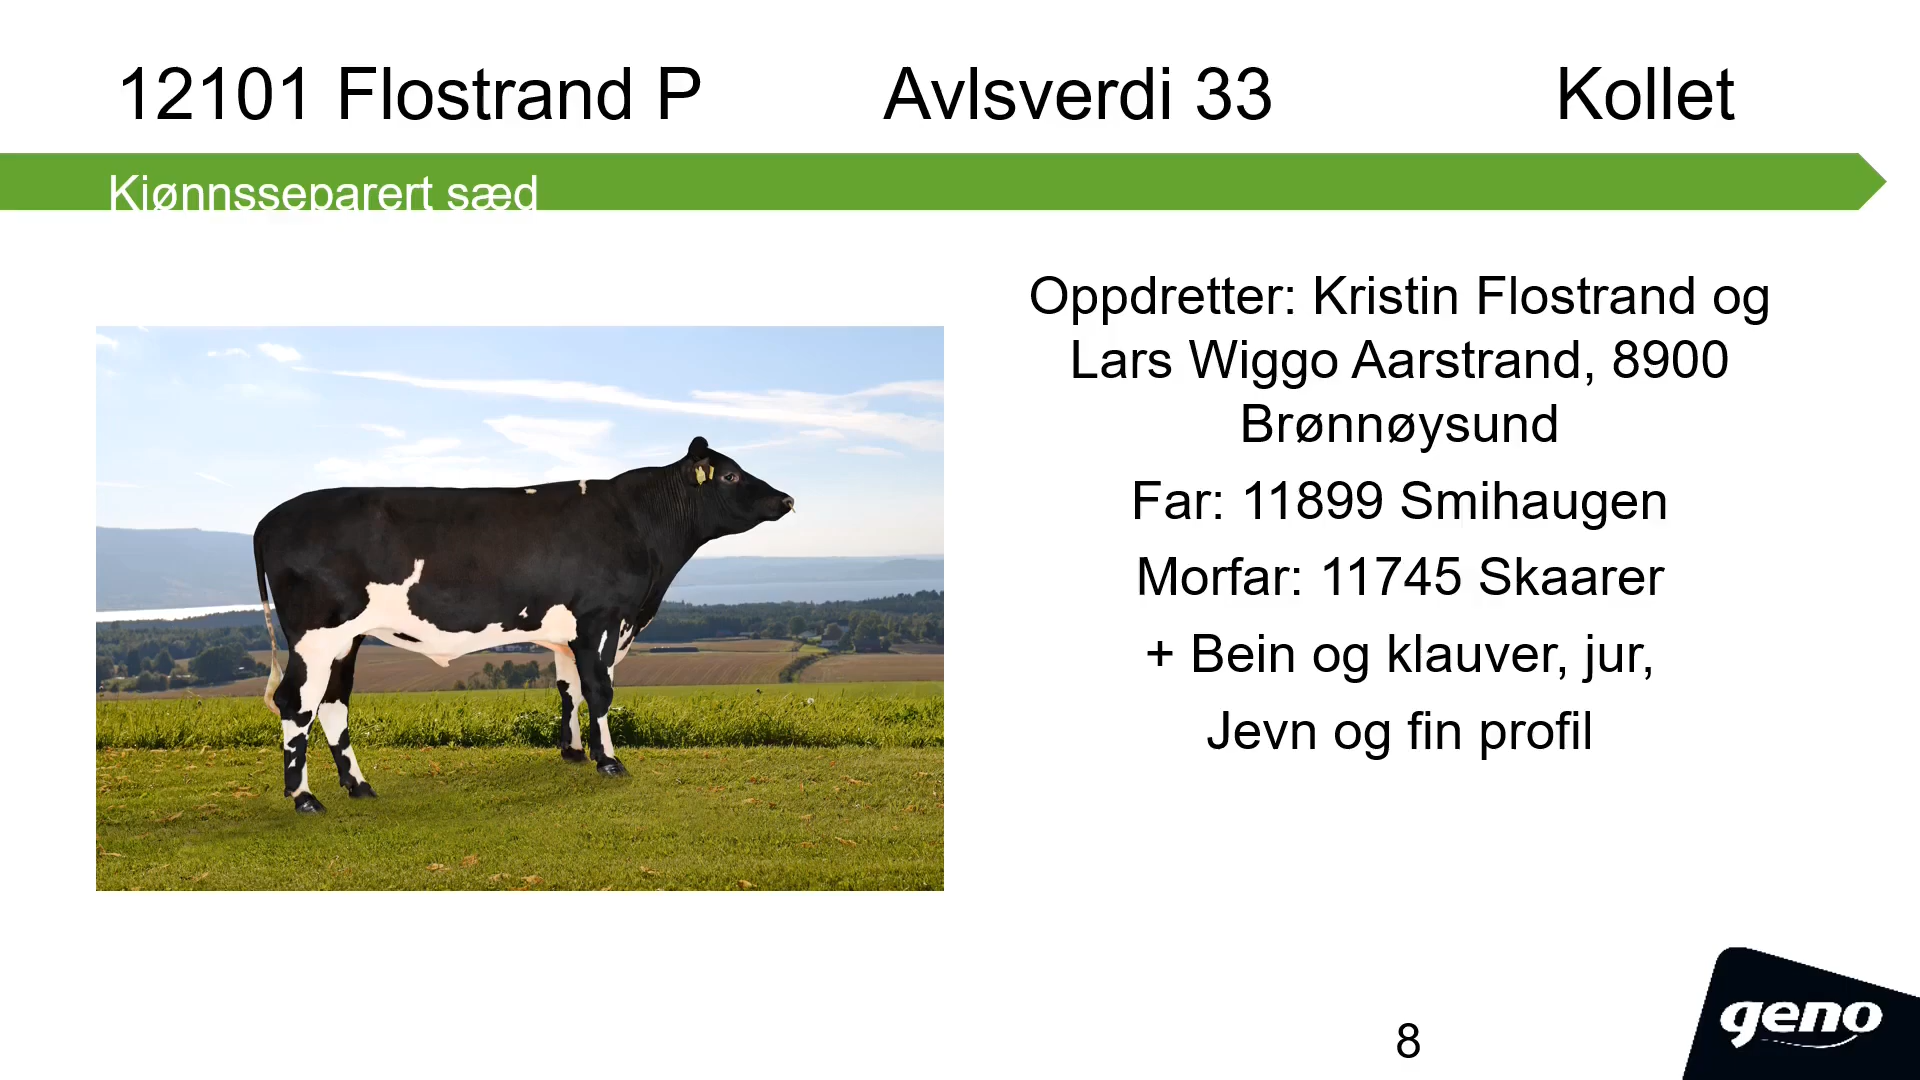 12101 Flostrand P Avlsverdi 33 Kollet
Kjønnsseparert sæd
Oppdretter: Kristin Flostrand og
Lars Wiggo Aarstrand, 8900
Brønnøysund
Far: 11899 Smihaugen
Morfar: 11745 Skaarer
+ Bein og klauver, jur,
Jevn og fin profil
8
geno